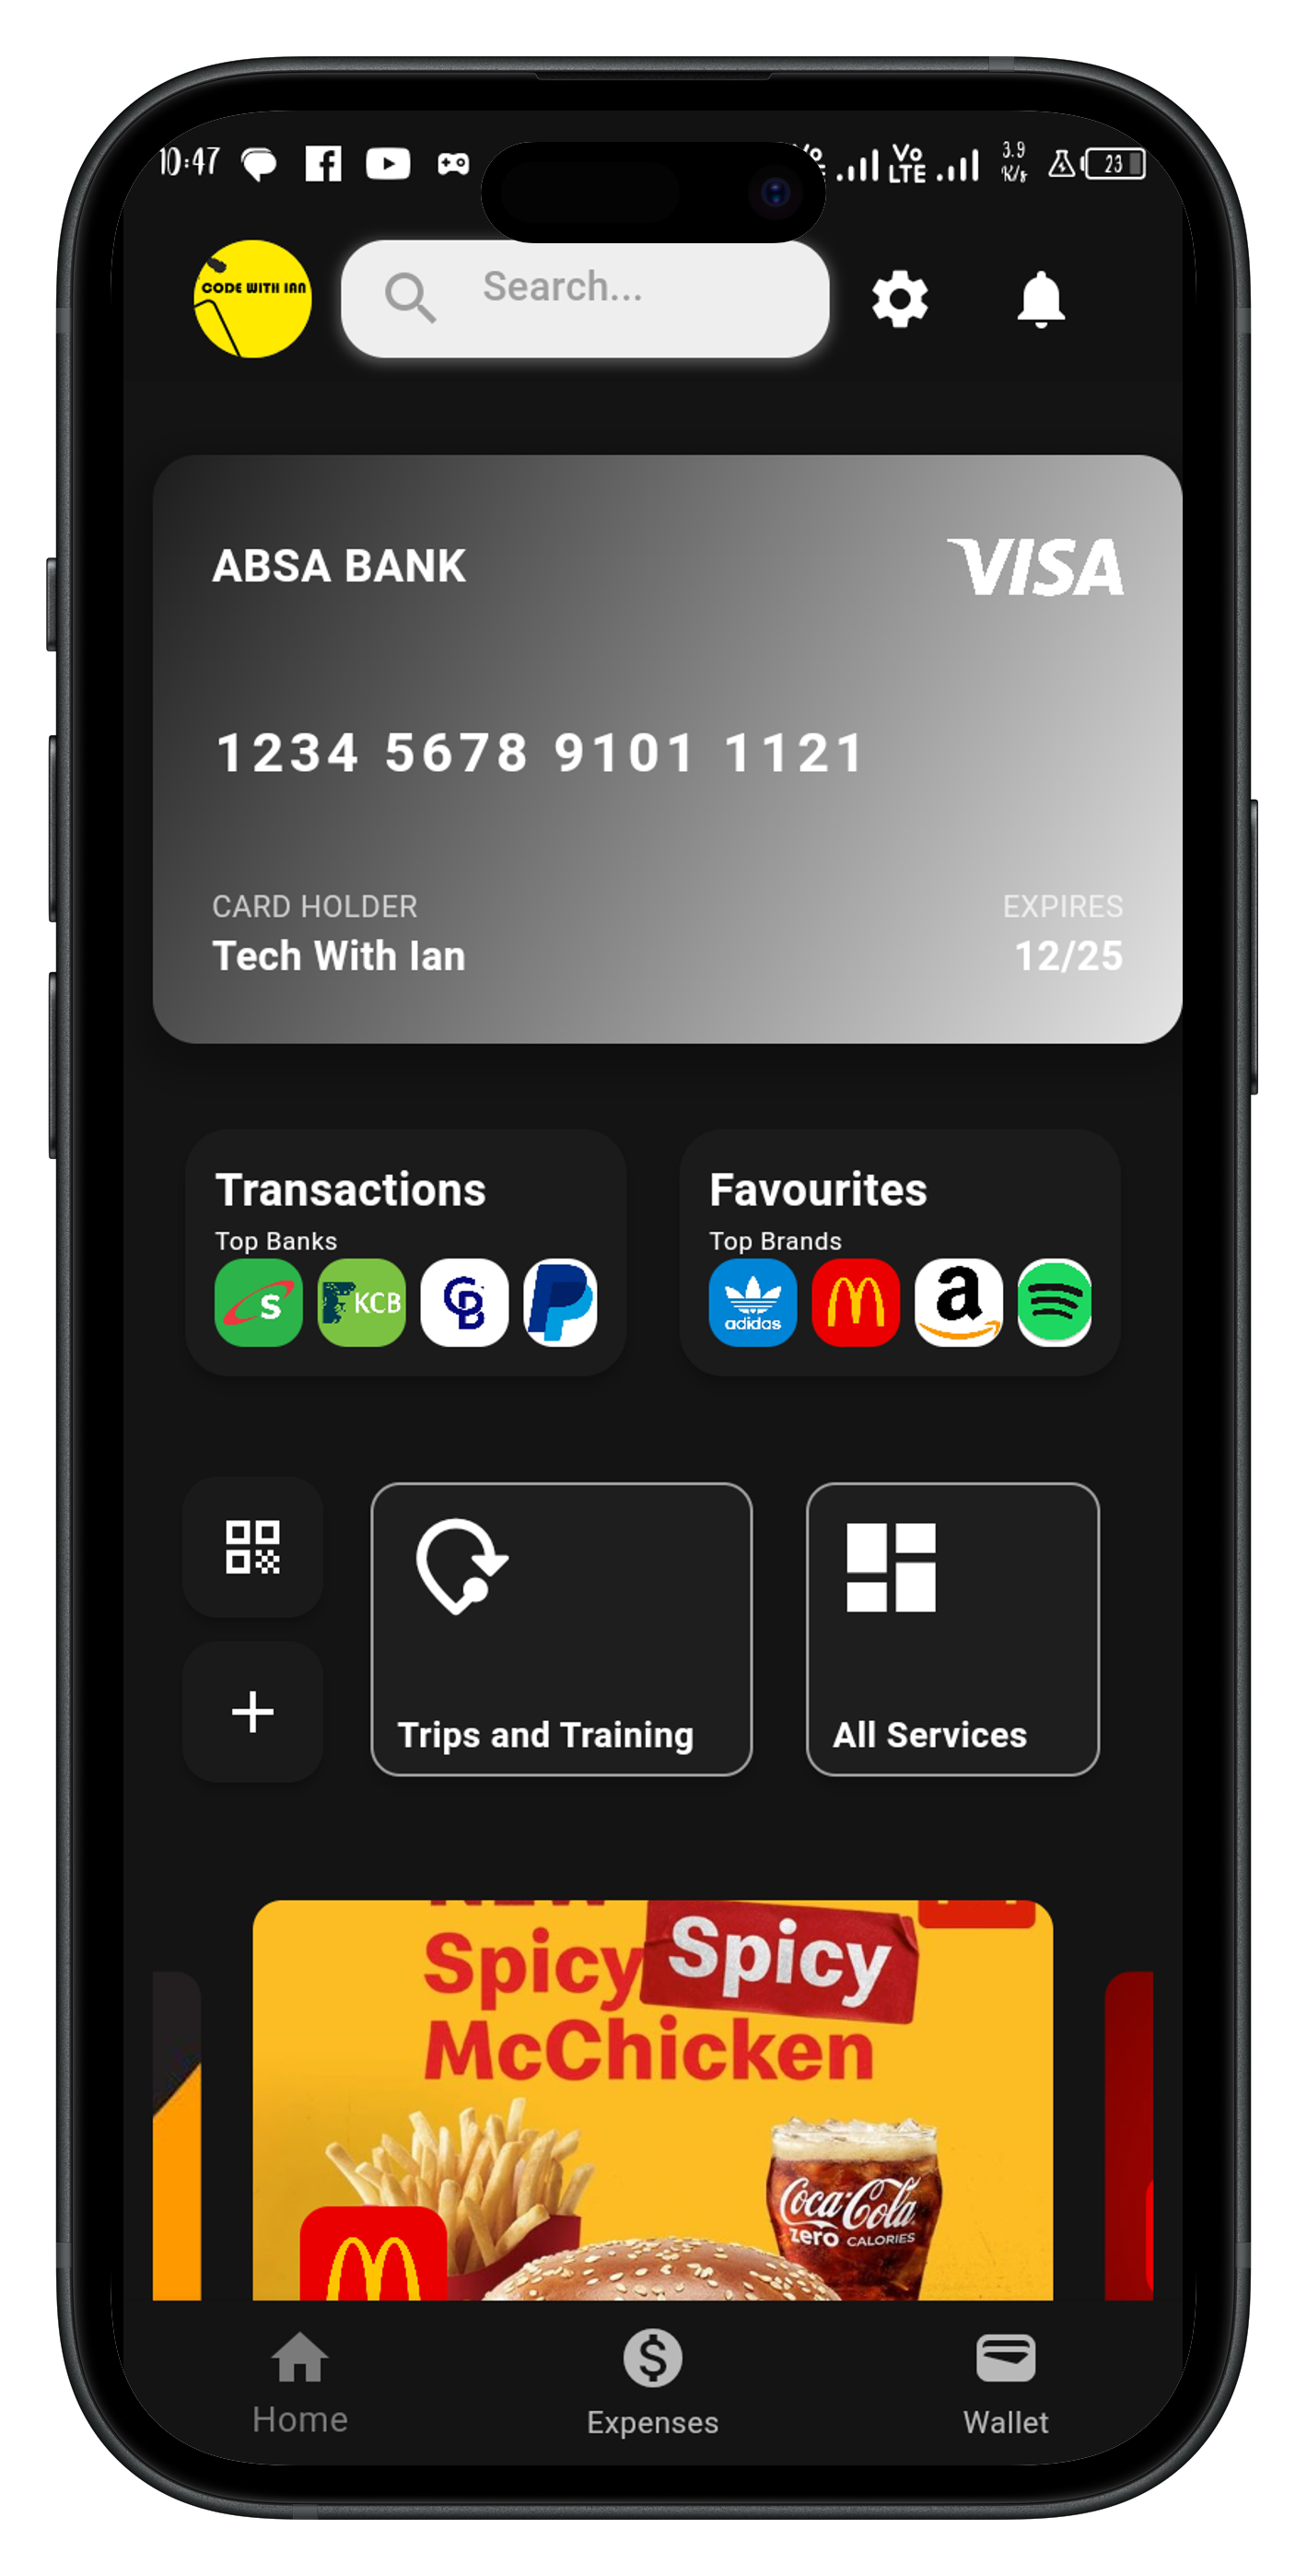 10:47
Vo
LTE
3.9
K/s
23
CODE WITH IAN
Search...
ABSA BANK
VISA
1234 5678 9101 1121
CARD HOLDER
EXPIRES
Tech With Ian
12/25
Transactions
Favourites
Top Banks
Top Brands
S
KCB
CB
P
adidas
a
Trips and Training
All Services
NEW
Spicy Spicy
McChicken
Coca-Cola
zero CALORIES
Home
Expenses
Wallet